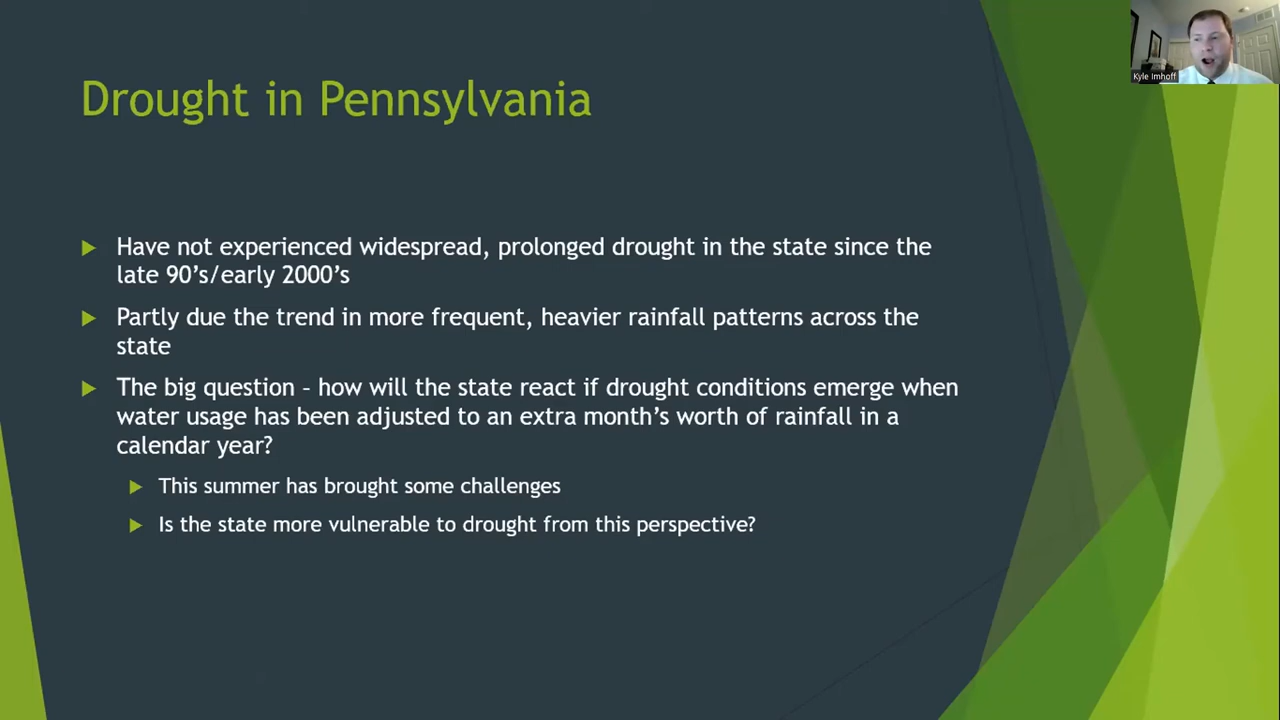 Kyle Imhoff
Drought in Pennsylvania
Have not experienced widespread, prolonged drought in the state since the
late 90’s/early 2000’s
Partly due the trend in more frequent, heavier rainfall patterns across the
state
The big question – how will the state react if drought conditions emerge when
water usage has been adjusted to an extra month’s worth of rainfall in a
calendar year?
This summer has brought some challenges
Is the state more vulnerable to drought from this perspective?